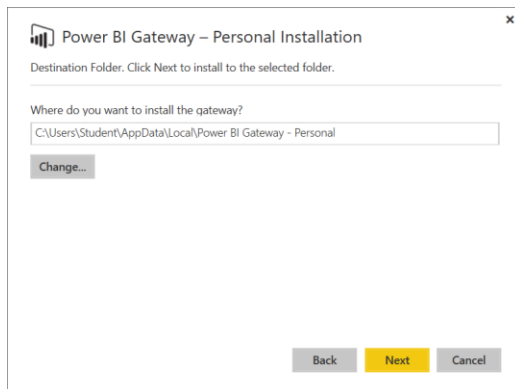 ×
Power BI Gateway – Personal Installation
Destination Folder. Click Next to install to the selected folder.
Where do you want to install the gateway?
C:\Users\Student\AppData\Local\Power BI Gateway - Personal
Change...
Back Next Cancel